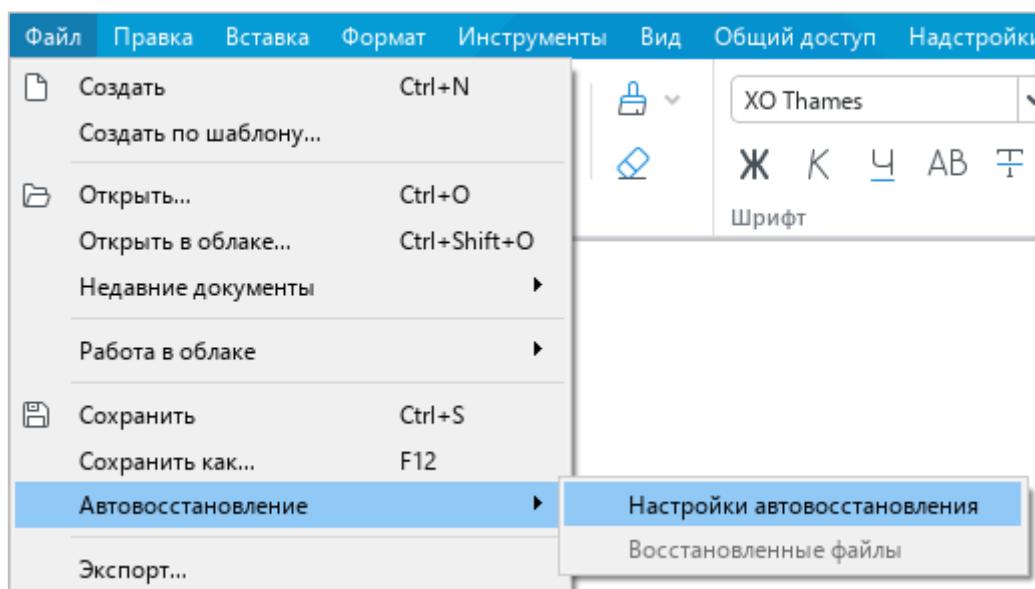 Файл Правка Вставка Формат Инструменты Вид Общий доступ Надстройки
Создать Ctrl+N
Создать по шаблону...
Открыть... Ctrl+O
Открыть в облаке... Ctrl+Shift+O
Недавние документы
Работа в облаке
Сохранить Ctrl+S
Сохранить как... F12
Автовосстановление
Экспорт...
XO Thames
Ж К Ч АВ Т
Шрифт
Настройки автовосстановления
Восстановленные файлы